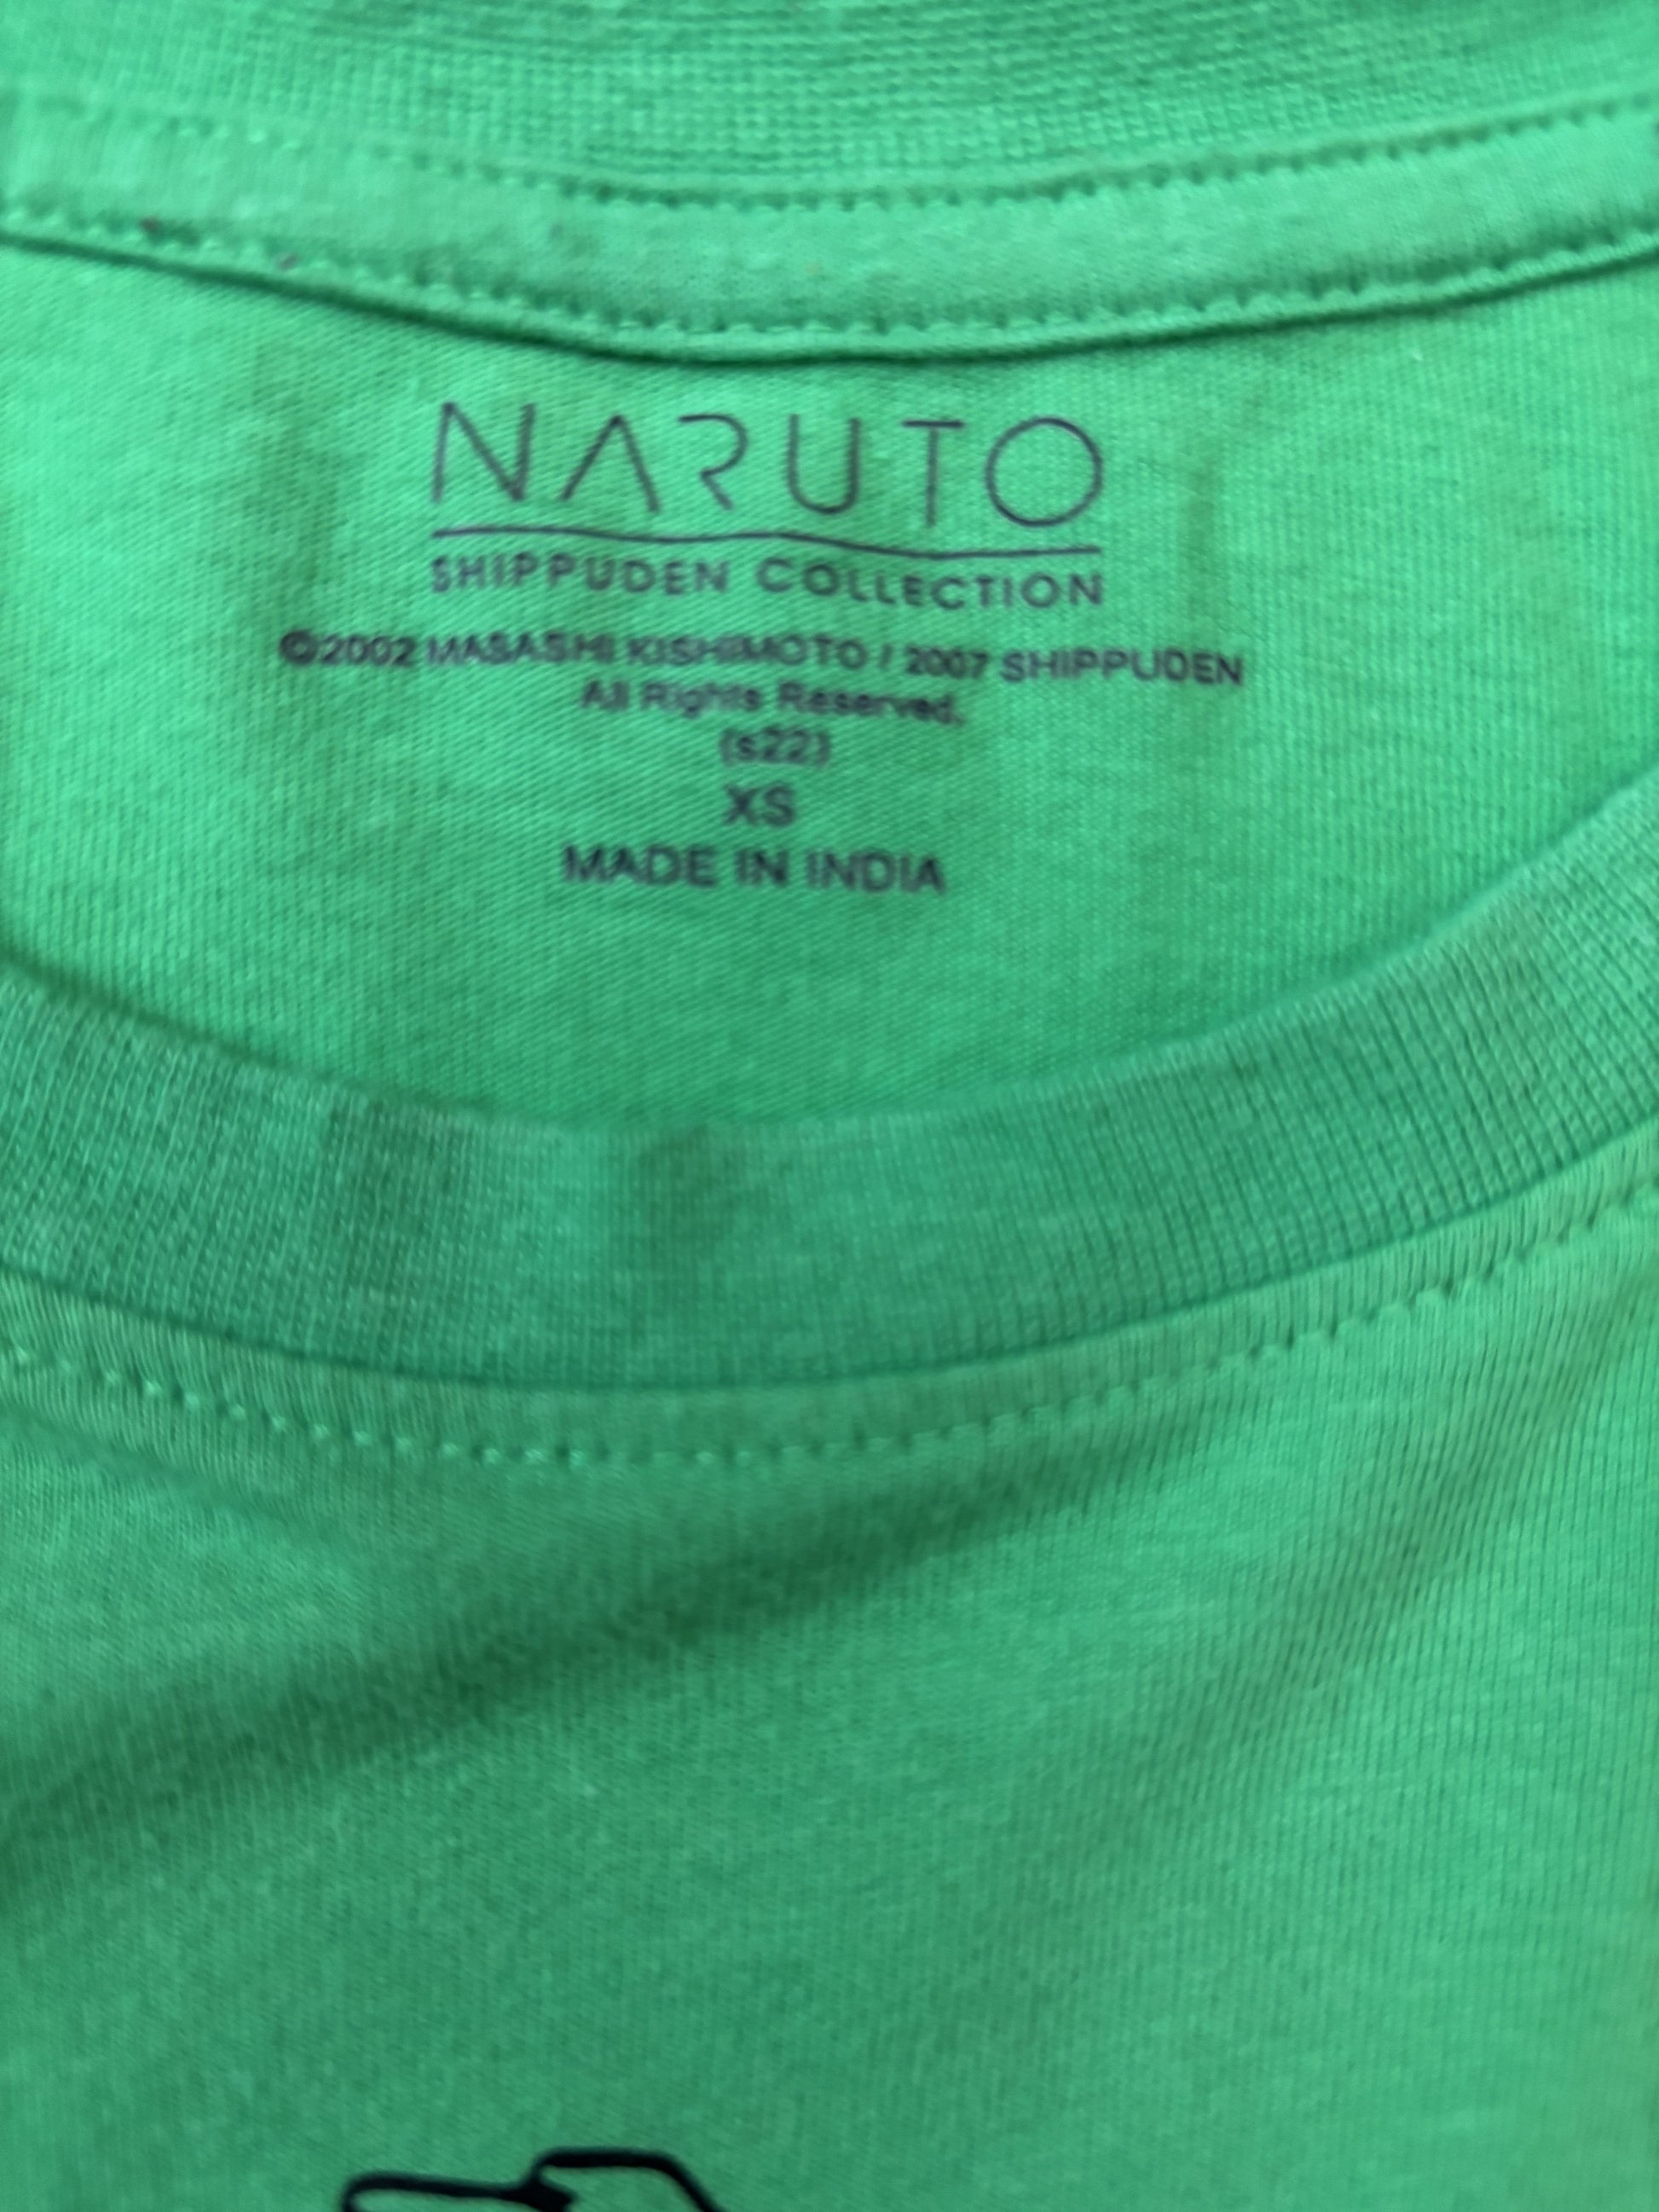 NARUTO
SHIPPUDEN COLLECTION
©2002 MASASHI KISHIMOTO / 2007 SHIPPUDEN
All Rights Reserved.
(s22)
XS
MADE IN INDIA